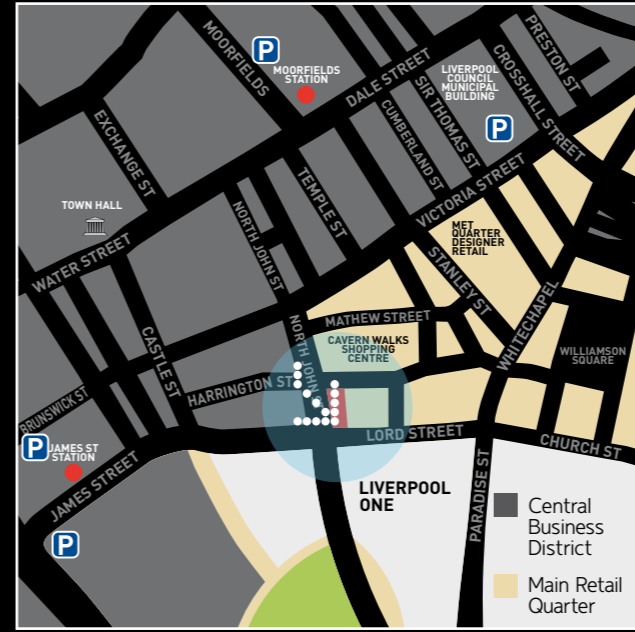 MOORFIELDS
P
MOORFIELDS
STATION
DALE STREET
PRESTON ST
CROSSHALL STREET
LIVERPOOL
COUNCIL
MUNICIPAL
BUILDING
SIR THOMAS ST
CUMBERLAND ST
P
EXCHANGE ST
VICTORIA STREET
TEMPLE ST
TOWN HALL
NORTH JOHN ST
WATER STREET
MET
QUARTER
DESIGNER
RETAIL
STANLEY ST
WHITECHAPEL
MATHEW STREET
NORTH JOHN
CAVERN WALKS
SHOPPING
CENTRE
WILLIAMSON
SQUARE
CASTLE ST
HARRINGTON ST
BRUNSWICK ST
LORD STREET
CHURCH ST
P
JAMES ST
STATION
JAMES STREET
PARADISE ST
LIVERPOOL
ONE
P
Central
Business
District
Main Retail
Quarter